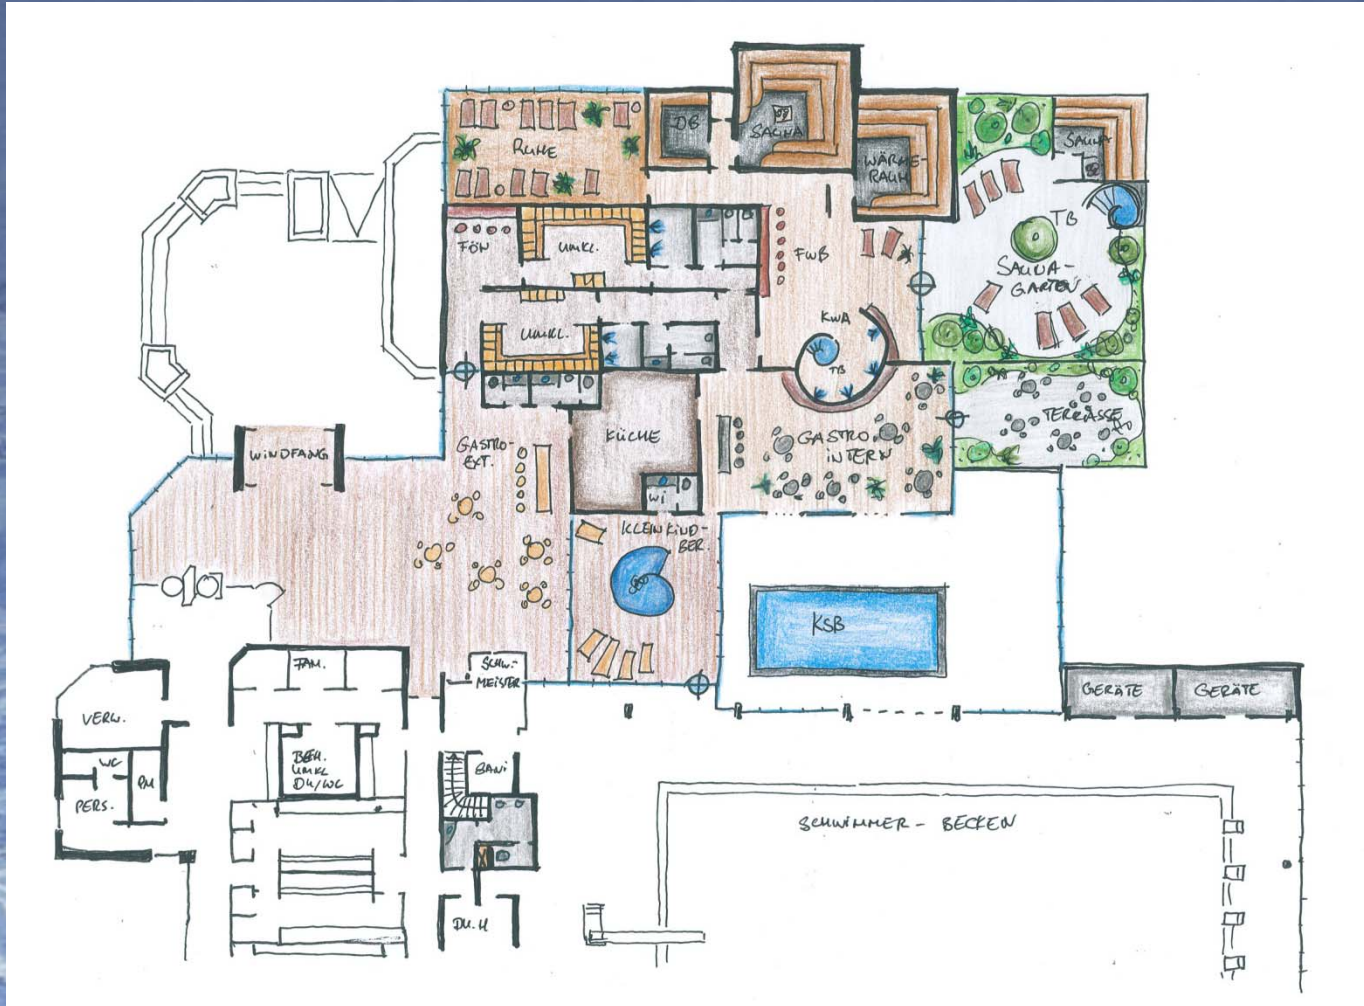 DB
SAUNA
RUHE
WÄRME-
RAUM
SAUNA
TB
FÖN
UMKL.
FWB
SAUNA-
GARTEN
UMKL.
KWA
TB
TERRASSE
KÜCHE
GASTRO-
EXT.
GASTRO
INTERN
WINDFANG
WI
KLEINKIND-
BER.
KSB
FAM.
SCHW.-
MEISTER
GERÄTE
GERÄTE
VERW.
BEH.
UMKL
DU/WC
WC
PERS.
SANI
SCHWIMMER - BECKEN
DU.H